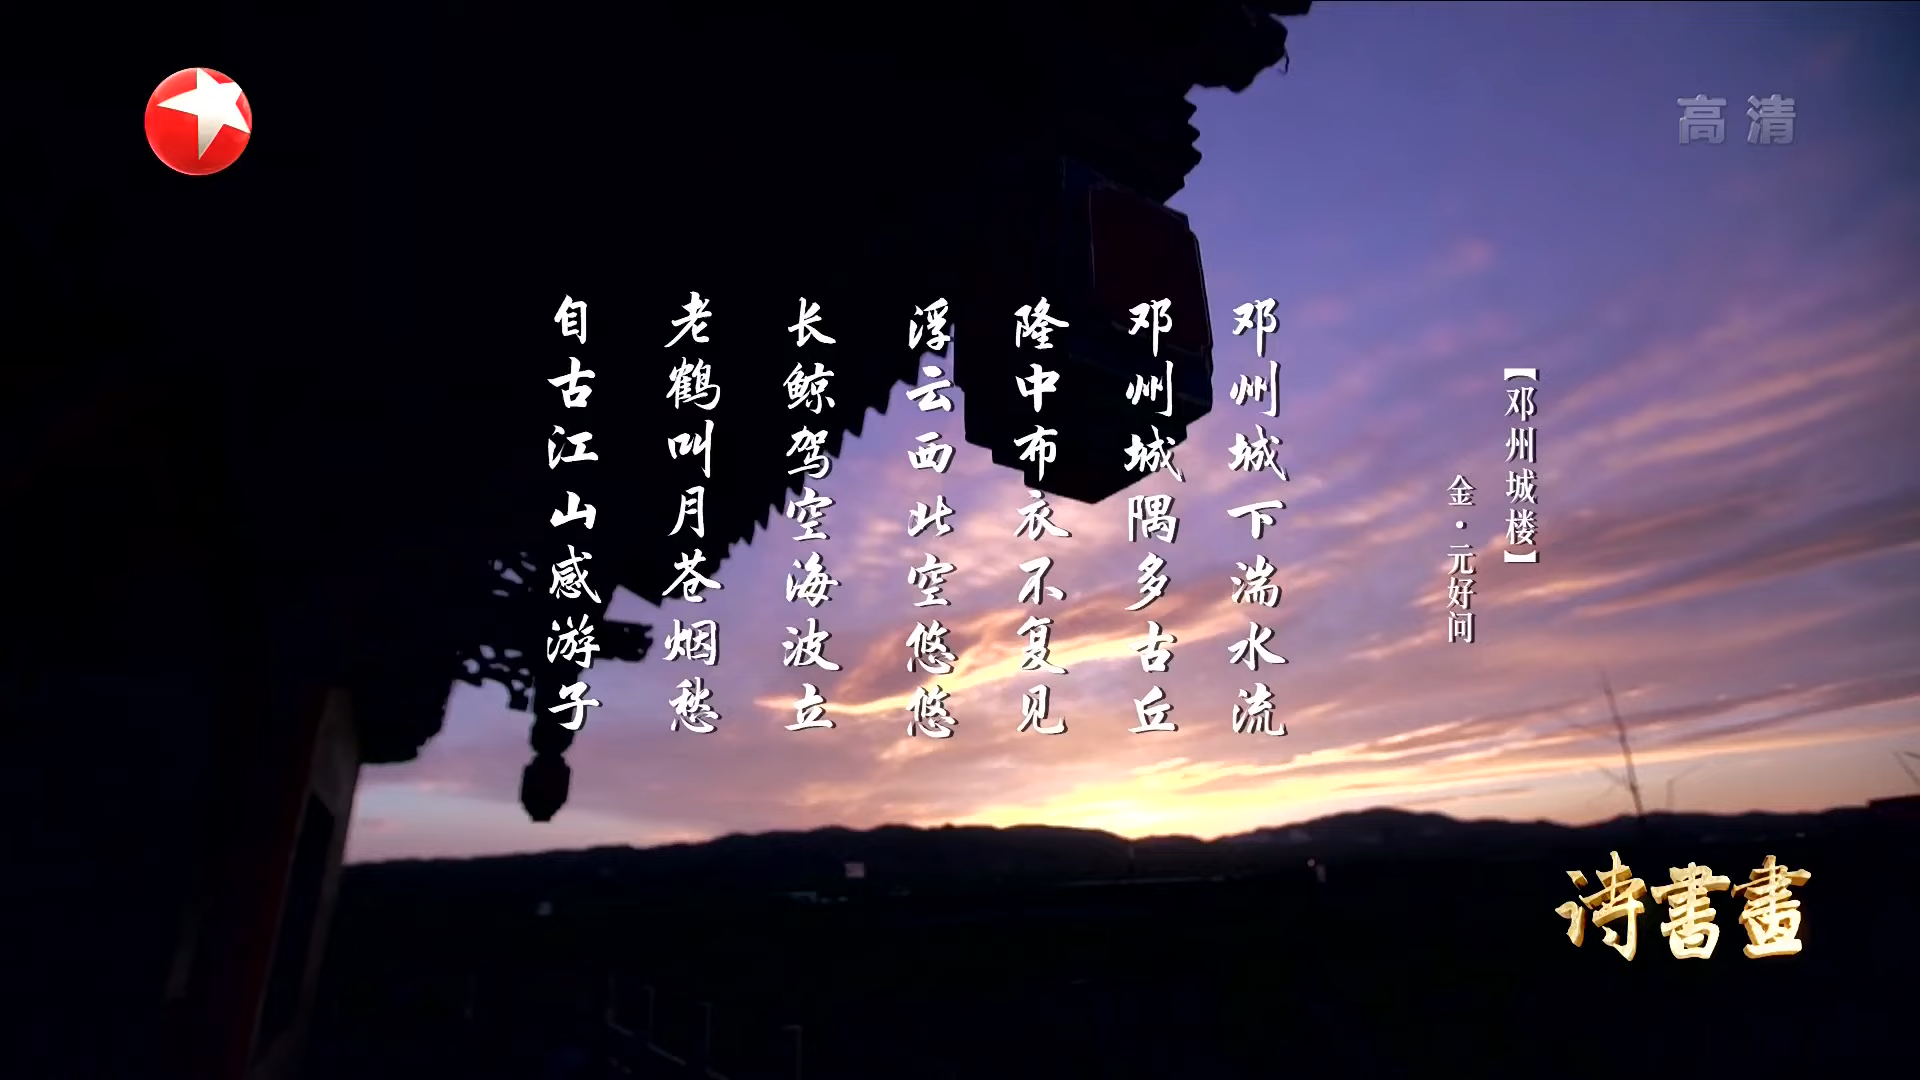 高清
【邓州城楼】
金·元好问
邓州城下湍水流
邓州城隅多古丘
隆中布衣不复见
浮云西北空悠悠
长鲸驾空海波立
老鹤叫月苍烟愁
自古江山感游子
诗書畫